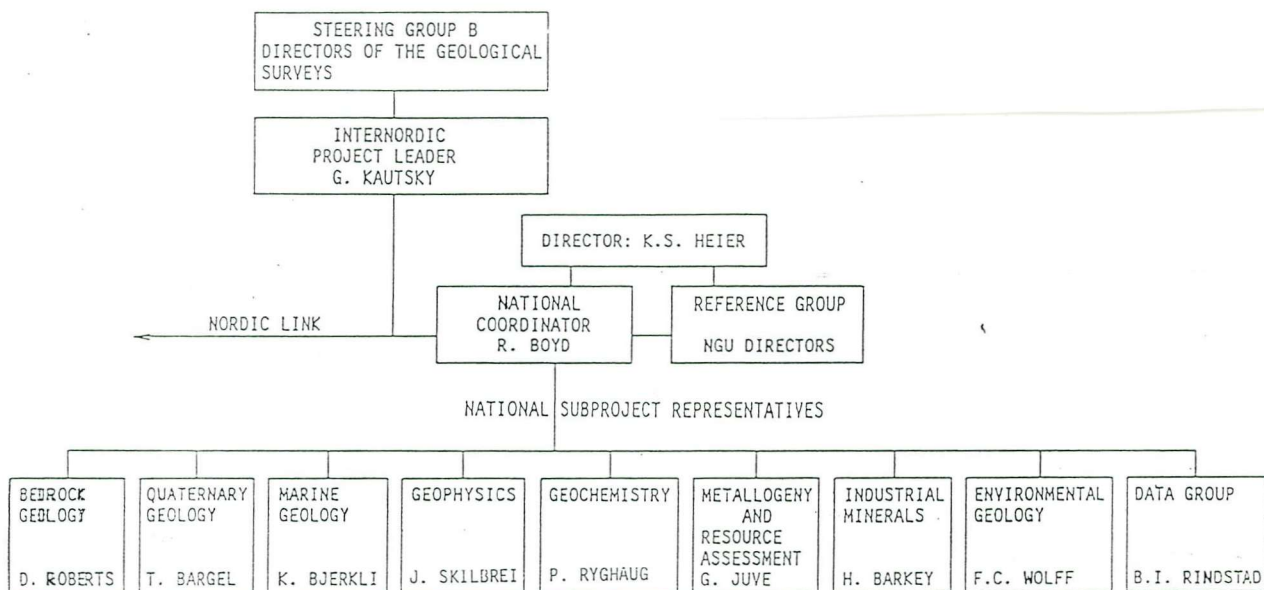 STEERING GROUP B
DIRECTORS OF THE GEOLOGICAL
SURVEYS
INTERNORDIC
PROJECT LEADER
G. KAUTSKY
DIRECTOR: K.S. HEIER
NATIONAL
COORDINATOR
R. BOYD
REFERENCE GROUP
NGU DIRECTORS
NORDIC LINK
NATIONAL SUBPROJECT REPRESENTATIVES
BEDROCK
GEOLOGY
D. ROBERTS
QUATERNARY
GEOLOGY
T. BARGEL
MARINE
GEOLOGY
K. BJERKLI
GEOPHYSICS
J. SKILBREI
GEOCHEMISTRY
P. RYGHAUG
METALLOGENY
AND
RESOURCE
ASSESSMENT
G. JUVE
INDUSTRIAL
MINERALS
H. BARKEY
ENVIRONMENTAL
GEOLOGY
F.C. WOLFF
DATA GROUP
B.I. RINDSTAD